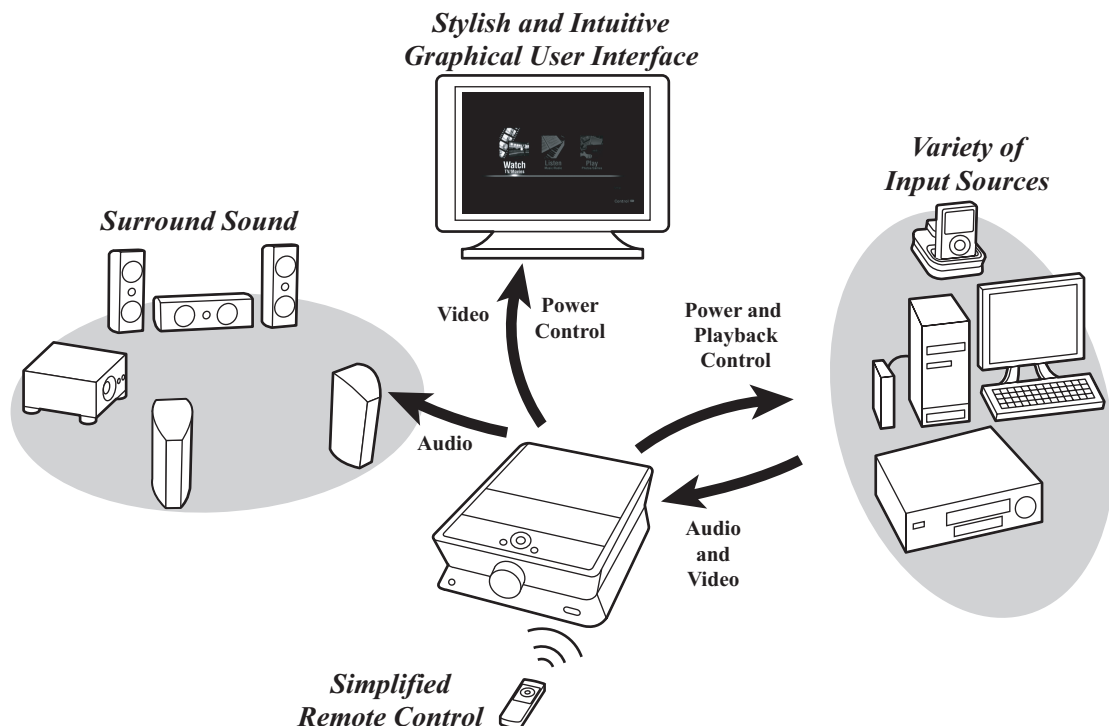 Stylish and Intuitive
Graphical User Interface
Watch
Listen
Play
Variety of
Input Sources
Surround Sound
Video
Power
Control
Power and
Playback
Control
Audio
Audio
and
Video
Simplified
Remote Control